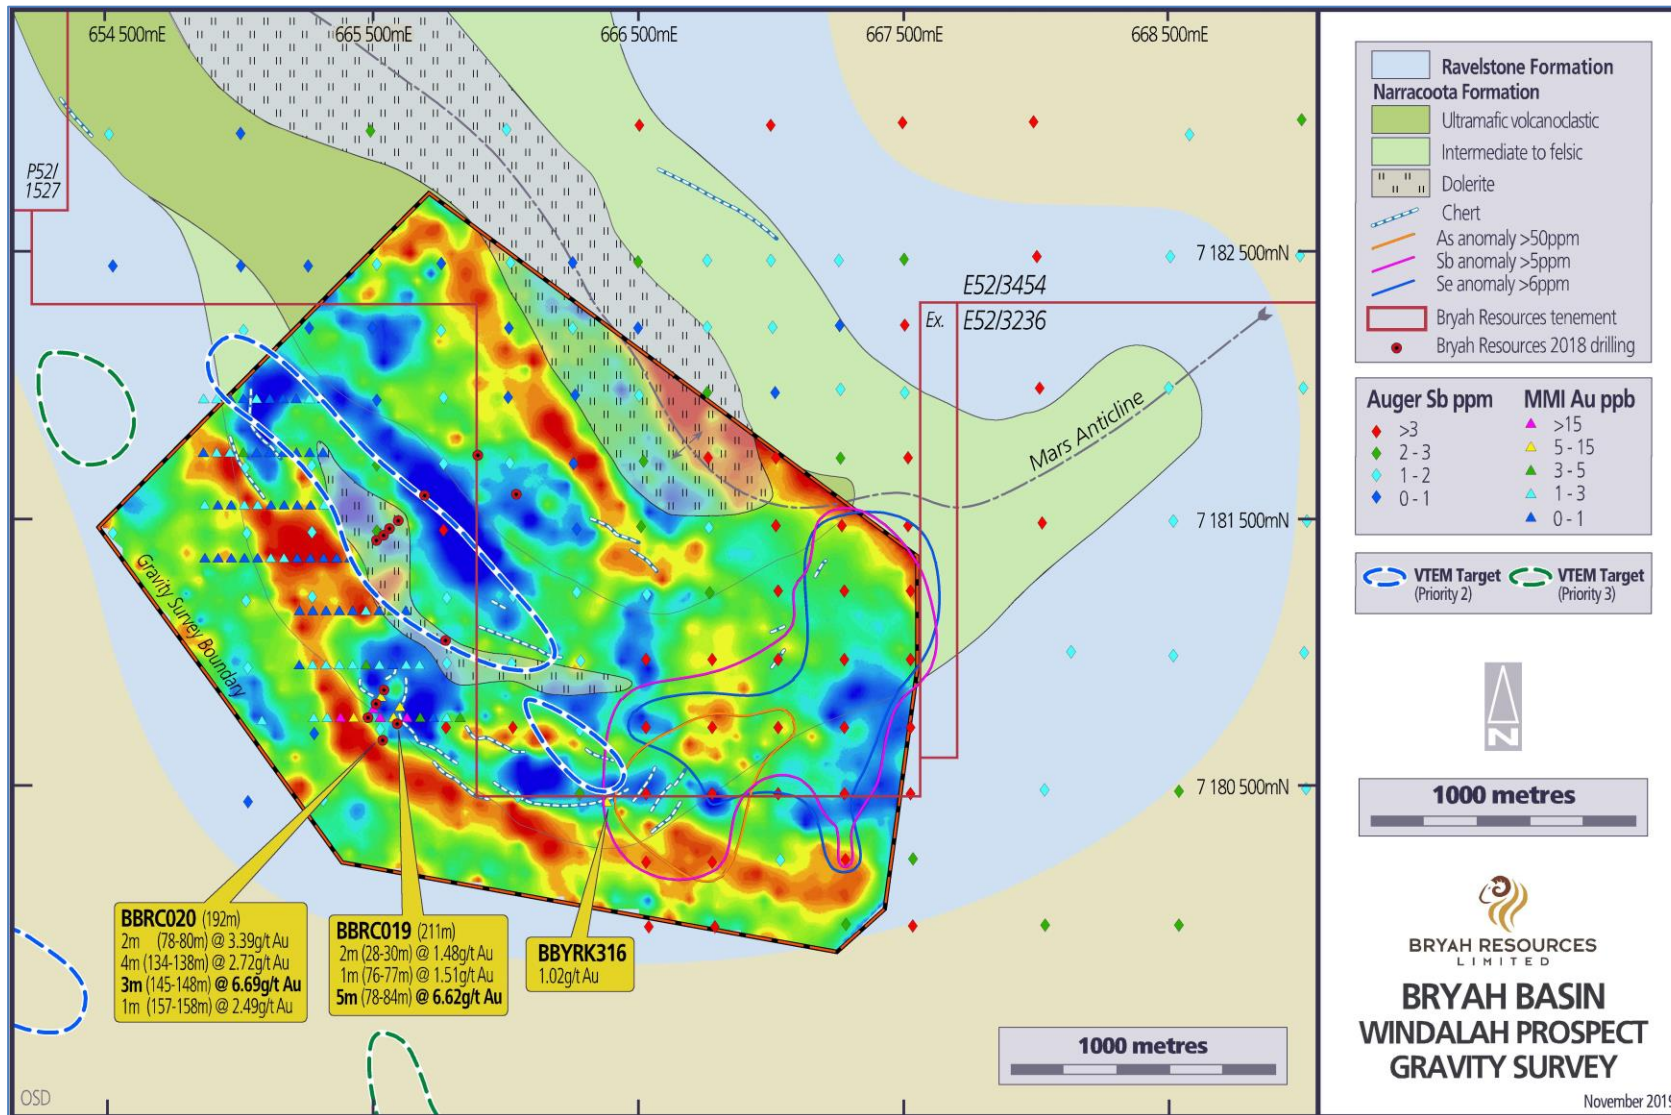 654 500mE
665 500mE
666 500mE
667 500mE
668 500mE
P52/
1527
7 182 500mN
E52/3454
Ex.
E52/3236
Mars Anticline
7 181 500mN
Gravity Survey Boundary
7 180 500mN
BBRC020 (192m)
2m (78-80m) @ 3.39g/t Au
4m (134-138m) @ 2.72g/t Au
3m (145-148m) @ 6.69g/t Au
1m (157-158m) @ 2.49g/t Au
BBRC019 (211m)
2m (28-30m) @ 1.48g/t Au
1m (76-77m) @ 1.51g/t Au
5m (78-84m) @ 6.62g/t Au
BBYRK316
1.02g/t Au
1000 metres
OSD
Ravelstone Formation
Narracoota Formation
Ultramafic volcanoclastic
Intermediate to felsic
Dolerite
Chert
As anomaly >50ppm
Sb anomaly >5ppm
Se anomaly >6ppm
Bryah Resources tenement
Bryah Resources 2018 drilling
Auger Sb ppm
>3
2 - 3
1 - 2
0 - 1
MMI Au ppb
>15
5 - 15
3 - 5
1 - 3
0 - 1
VTEM Target
(Priority 2)
VTEM Target
(Priority 3)
N
1000 metres
BRYAH RESOURCES
LIMITED
BRYAH BASIN
WINDALAH PROSPECT
GRAVITY SURVEY
November 2019